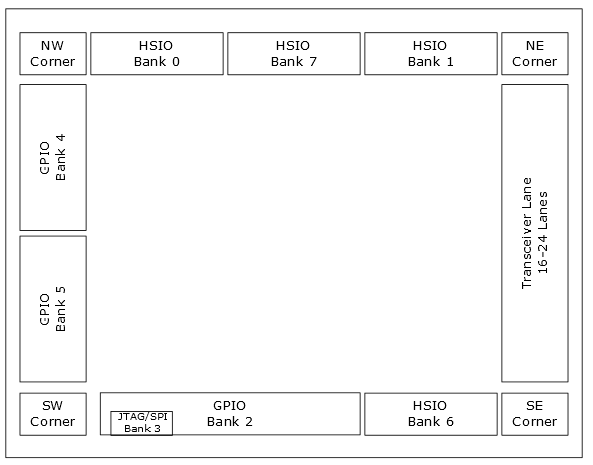 NW
Corner
HSIO
Bank 0
HSIO
Bank 7
HSIO
Bank 1
NE
Corner
GPIO
Bank 4
GPIO
Bank 5
Transceiver Lane
16–24 Lanes
SW
Corner
JTAG/SPI
Bank 3
GPIO
Bank 2
HSIO
Bank 6
SE
Corner